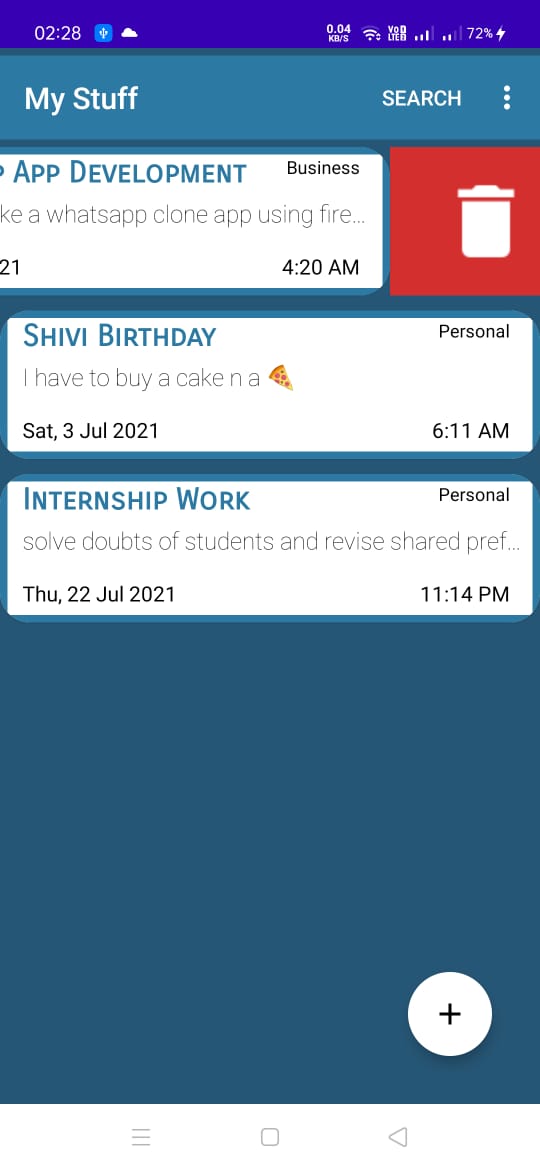 02:28
0.04 KB/S
VoD LTE 72%
My Stuff
SEARCH
App Development
Business
ke a whatsapp clone app using fire...
21
4:20 AM
Shivi Birthday
Personal
I have to buy a cake n a 🍕
Sat, 3 Jul 2021
6:11 AM
Internship Work
Personal
solve doubts of students and revise shared pref...
Thu, 22 Jul 2021
11:14 PM
+